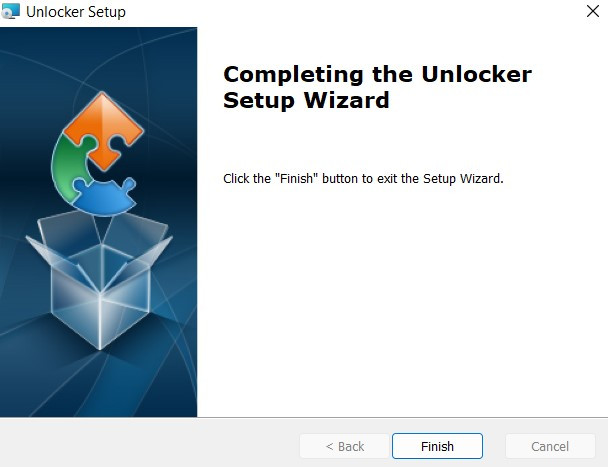 Unlocker Setup
Completing the Unlocker
Setup Wizard
Click the "Finish" button to exit the Setup Wizard.
< Back
Finish
Cancel